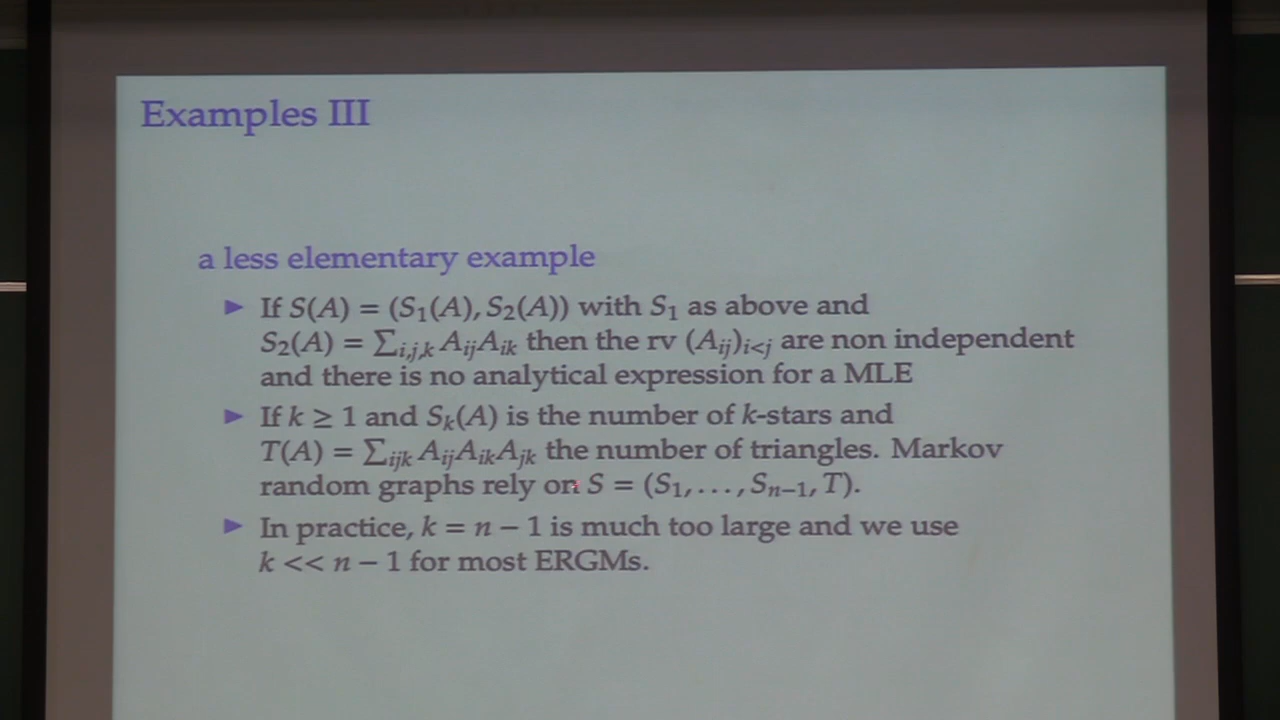 Examples III
a less elementary example
▶ If S(A) = (S₁(A), S₂(A)) with S₁ as above and
S₂(A) = ∑ᵢ,ⱼ,ₖ AᵢⱼAᵢₖ then the rv (Aᵢⱼ)ᵢ<ⱼ are non independent
and there is no analytical expression for a MLE
▶ If k ≥ 1 and Sₖ(A) is the number of k-stars and
T(A) = ∑ᵢⱼₖ AᵢⱼAᵢₖAⱼₖ the number of triangles. Markov
random graphs rely on S = (S₁, . . . , Sₙ₋₁, T).
▶ In practice, k = n − 1 is much too large and we use
k << n − 1 for most ERGMs.